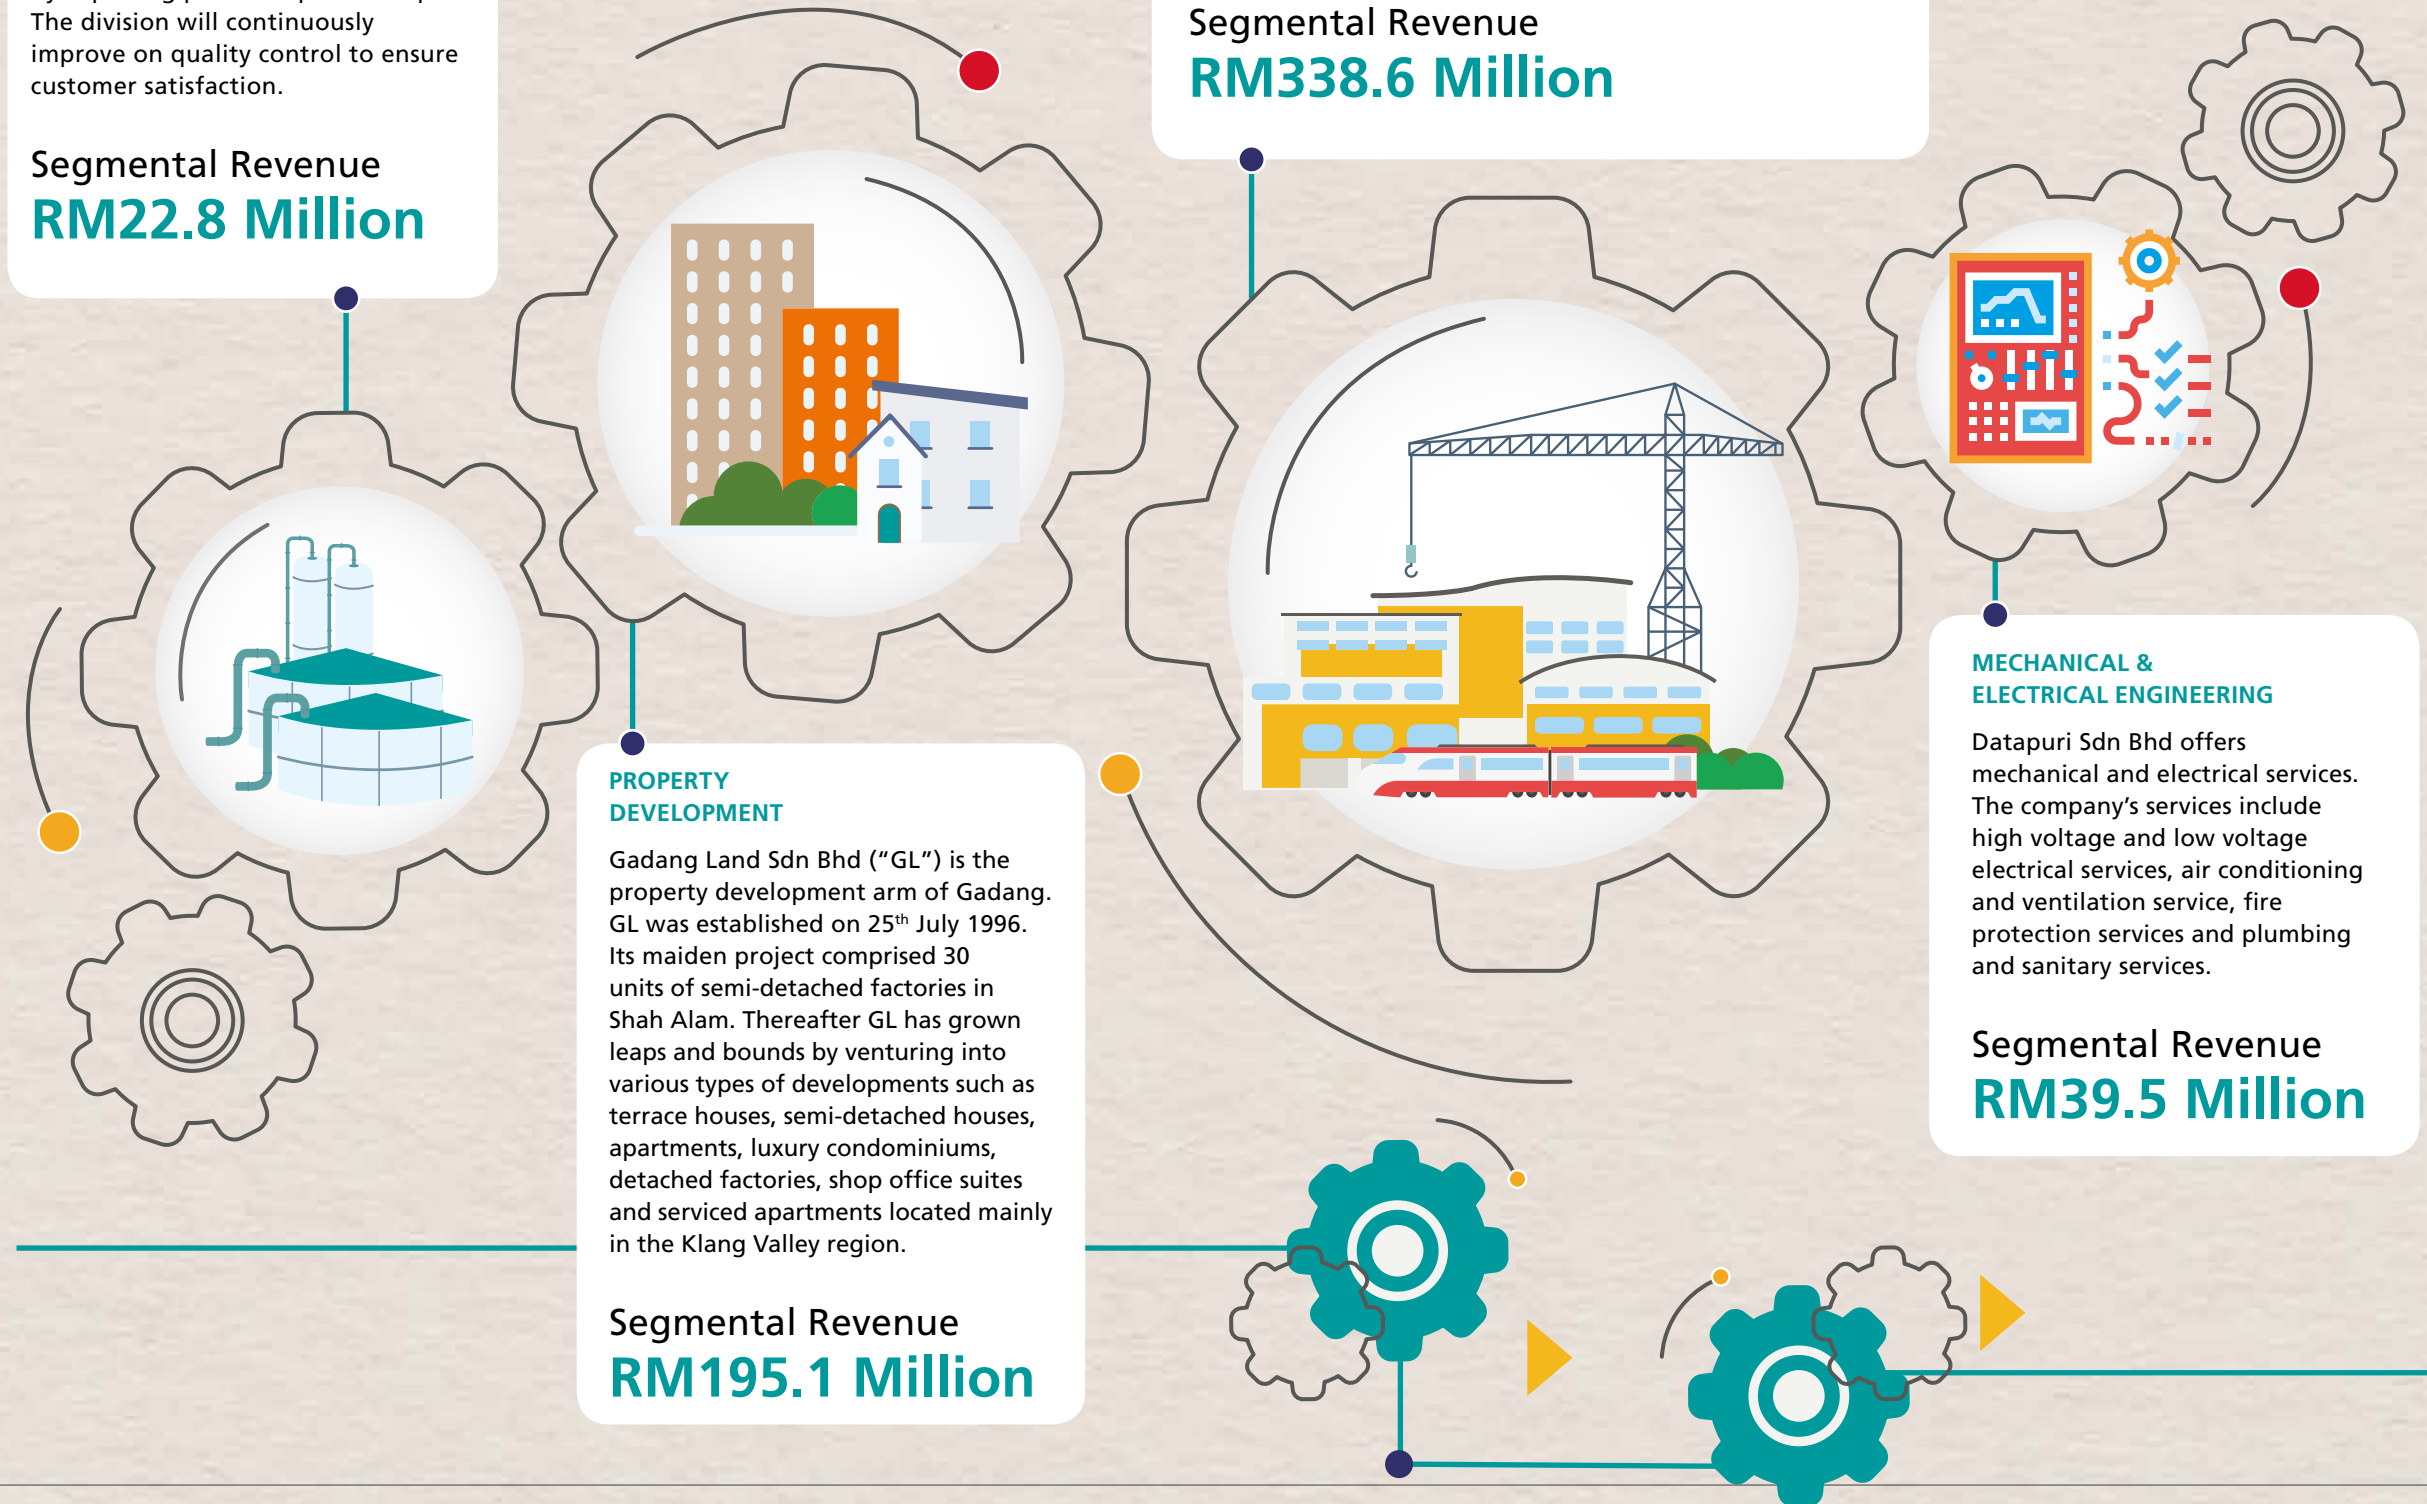 The division will continuously
improve on quality control to ensure
customer satisfaction.
Segmental Revenue
RM22.8 Million
Segmental Revenue
RM338.6 Million
PROPERTY
DEVELOPMENT
Gadang Land Sdn Bhd (“GL”) is the
property development arm of Gadang.
GL was established on 25th July 1996.
Its maiden project comprised 30
units of semi-detached factories in
Shah Alam. Thereafter GL has grown
leaps and bounds by venturing into
various types of developments such as
terrace houses, semi-detached houses,
apartments, luxury condominiums,
detached factories, shop office suites
and serviced apartments located mainly
in the Klang Valley region.
Segmental Revenue
RM195.1 Million
MECHANICAL &
ELECTRICAL ENGINEERING
Datapuri Sdn Bhd offers
mechanical and electrical services.
The company’s services include
high voltage and low voltage
electrical services, air conditioning
and ventilation service, fire
protection services and plumbing
and sanitary services.
Segmental Revenue
RM39.5 Million